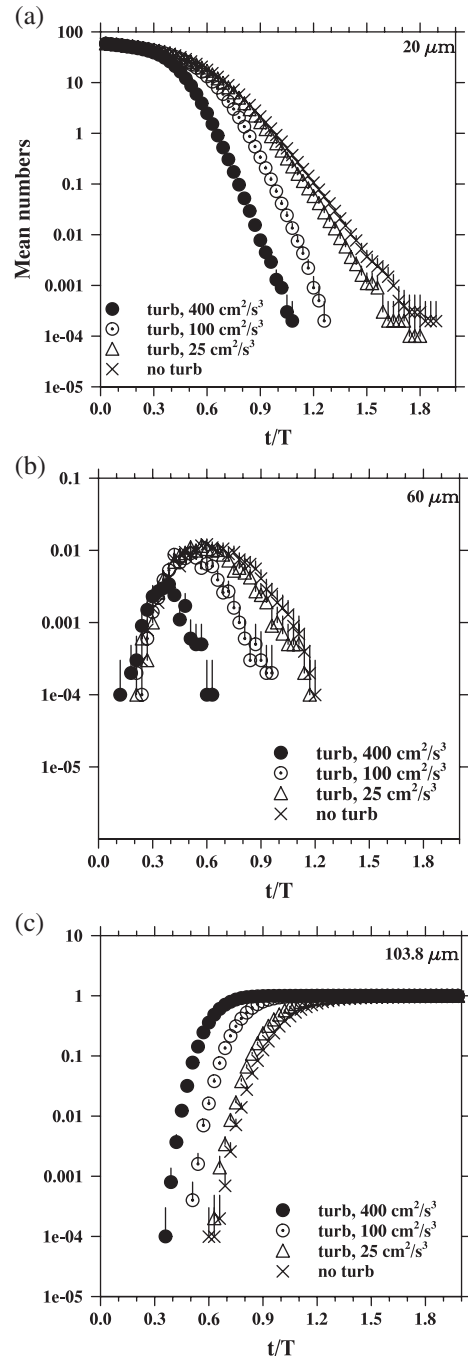 (a)
100
20 μm
10
1
0.1
0.01
0.001
1e-04
1e-05
Mean numbers
turb, 400 cm²/s³
turb, 100 cm²/s³
turb, 25 cm²/s³
no turb
0.0 0.3 0.6 0.9 1.2 1.5 1.8
t/T
(b)
0.1
60 μm
0.01
0.001
1e-04
1e-05
turb, 400 cm²/s³
turb, 100 cm²/s³
turb, 25 cm²/s³
no turb
0.0 0.3 0.6 0.9 1.2 1.5 1.8
t/T
(c)
10
103.8 μm
1
0.1
0.01
0.001
1e-04
1e-05
turb, 400 cm²/s³
turb, 100 cm²/s³
turb, 25 cm²/s³
no turb
0.0 0.3 0.6 0.9 1.2 1.5 1.8
t/T